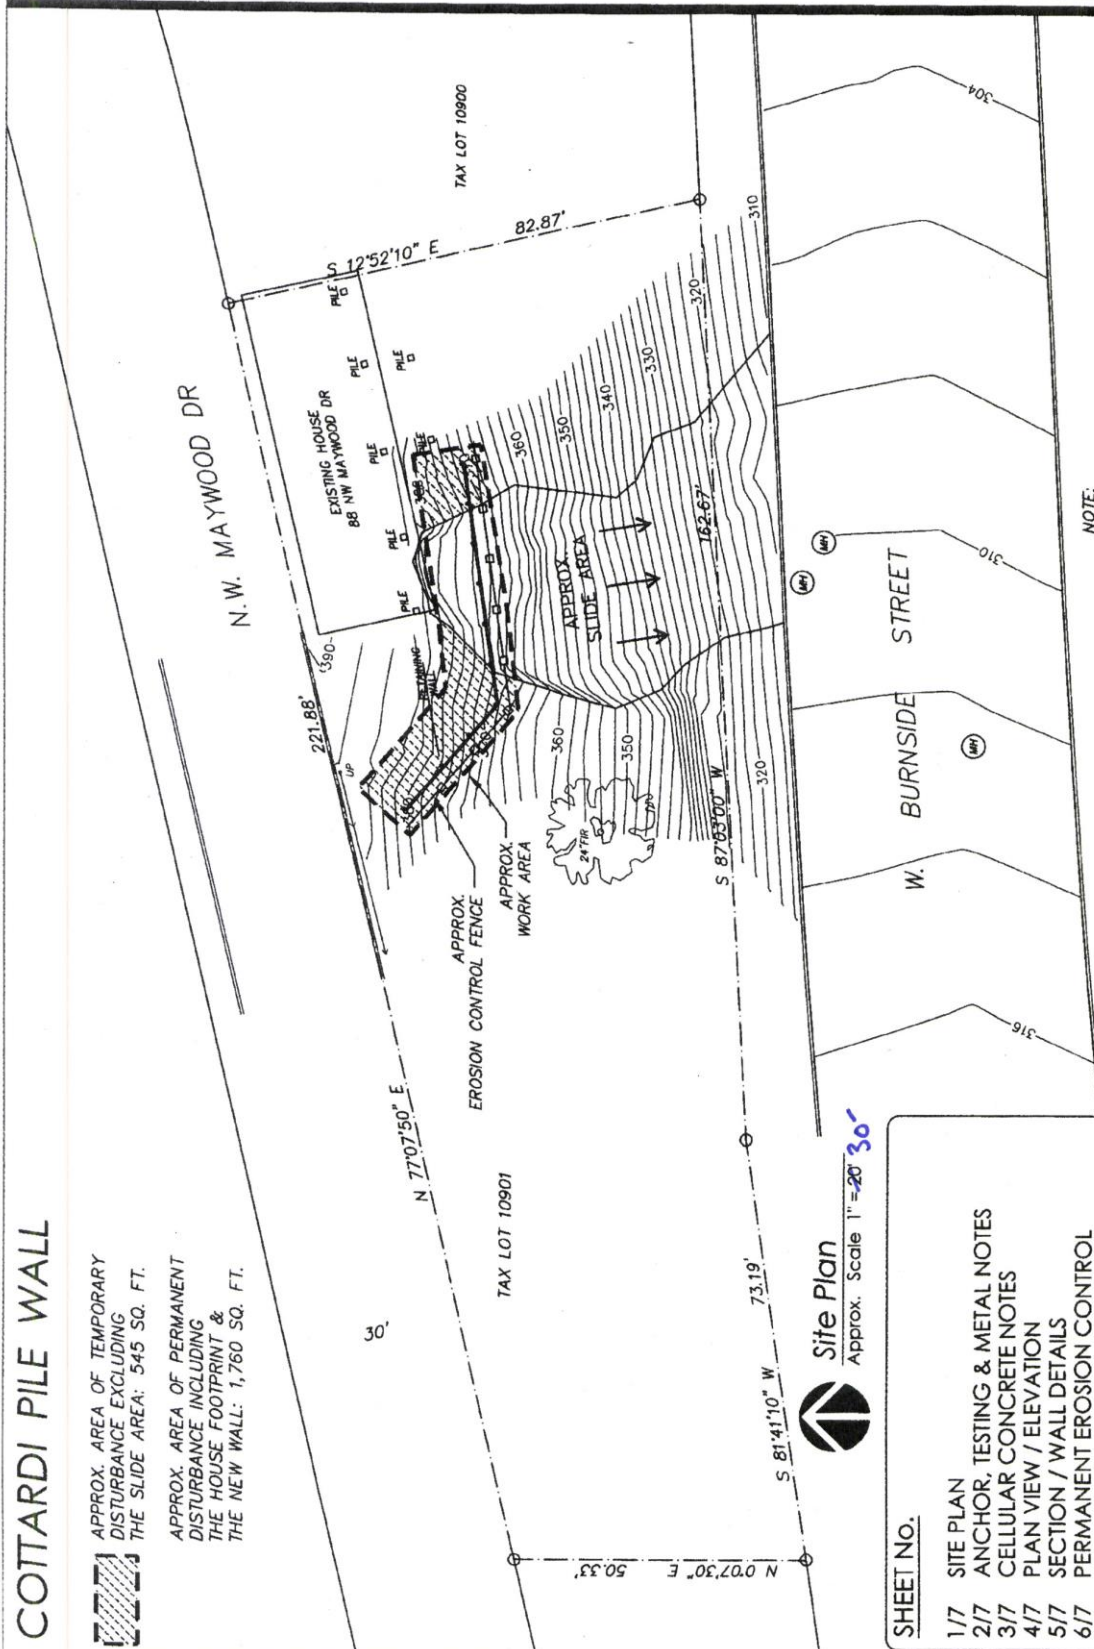 COTTARDI PILE WALL
APPROX. AREA OF TEMPORARY
DISTURBANCE EXCLUDING
THE SLIDE AREA: 545 SQ. FT.
APPROX. AREA OF PERMANENT
DISTURBANCE INCLUDING
THE HOUSE FOOTPRINT &
THE NEW WALL: 1,760 SQ. FT.
30'
N.W. MAYWOOD DR
221.88'
N 77°07'50" E
390
UP
EXISTING HOUSE
88 NW MAYWOOD DR
PILE
PILE
PILE
PILE
PILE
PILE
PILE
S 12°52'10" E
82.87'
TAX LOT 10900
RETAINING
WALL
APPROX.
EROSION CONTROL FENCE
APPROX.
WORK AREA
24"FIR
360
350
320
APPROX.
SLIDE AREA
360
350
340
330
320
310
162.67'
S 87°03'00" W
TAX LOT 10901
50.33'
N 0°07'30" E
S 81°41'10" W
73.19'
W. BURNSIDE STREET
MH
MH
MH
304
310
316
NOTE:
Site Plan
Approx. Scale 1" = 20' 30'
SHEET No.
1/7 SITE PLAN
2/7 ANCHOR, TESTING & METAL NOTES
3/7 CELLULAR CONCRETE NOTES
4/7 PLAN VIEW / ELEVATION
5/7 SECTION / WALL DETAILS
6/7 PERMANENT EROSION CONTROL